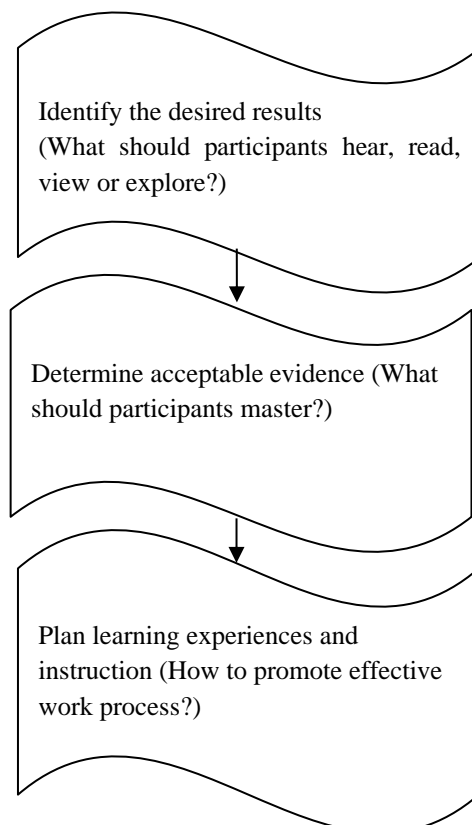 Identify the desired results
(What should participants hear, read,
view or explore?)
Determine acceptable evidence (What
should participants master?)
Plan learning experiences and
instruction (How to promote effective
work process?)